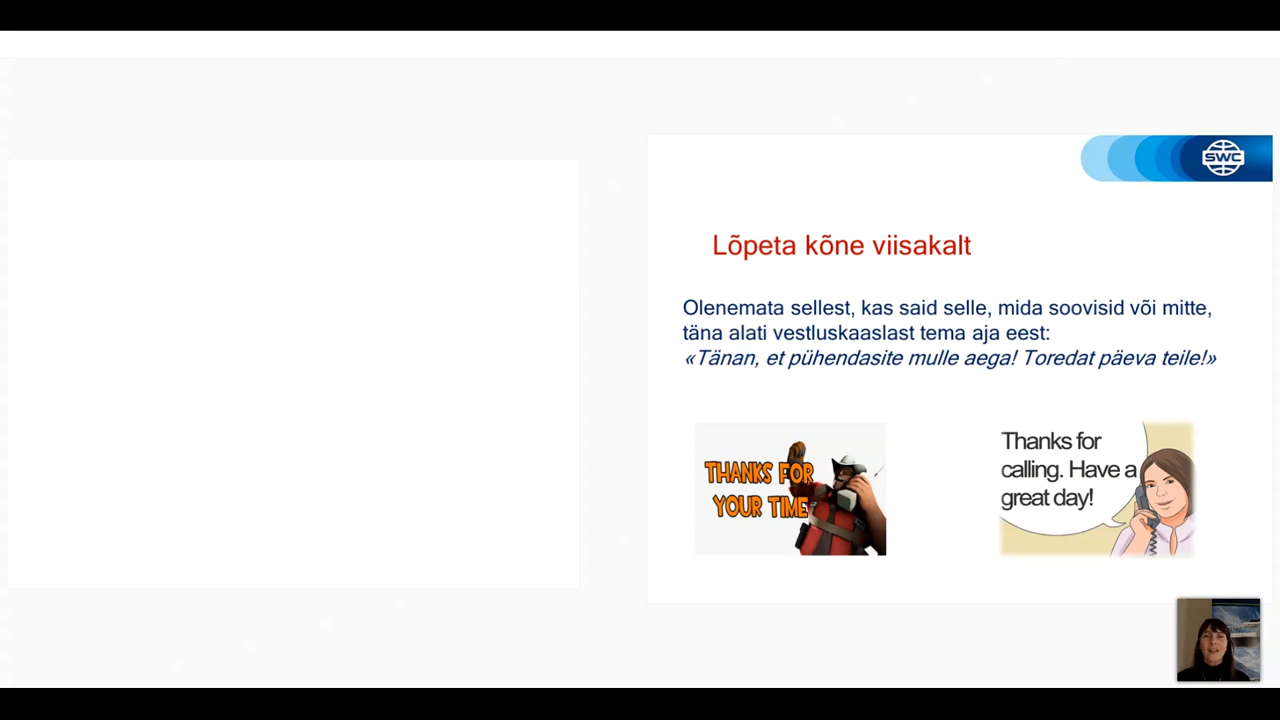 SWC
Lõpeta kõne viisakalt
Olenemata sellest, kas said selle, mida soovisid või mitte,
täna alati vestluskaaslast tema aja eest:
«Tänan, et pühendasite mulle aega! Toredat päeva teile!»
THANKS FOR
YOUR TIME
Thanks for
calling. Have a
great day!